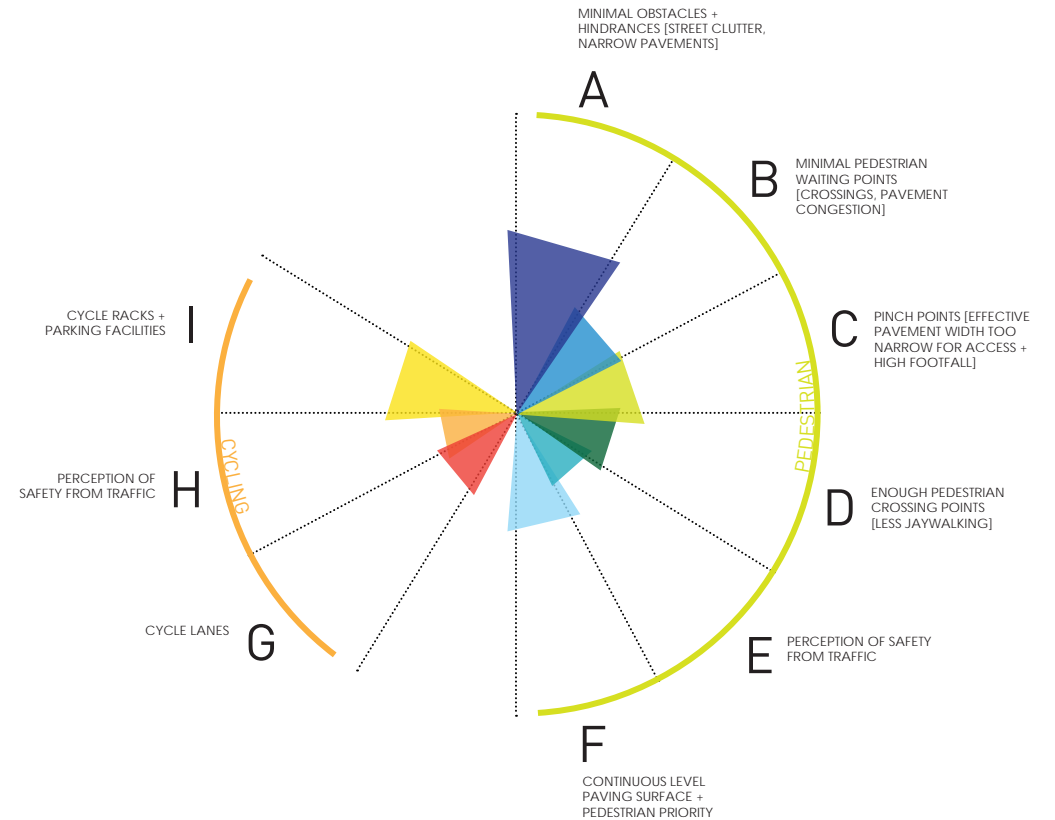 MINIMAL OBSTACLES +
HINDRANCES [STREET CLUTTER,
NARROW PAVEMENTS]
A
B
MINIMAL PEDESTRIAN
WAITING POINTS
[CROSSINGS, PAVEMENT
CONGESTION]
C
PINCH POINTS [EFFECTIVE
PAVEMENT WIDTH TOO
NARROW FOR ACCESS +
HIGH FOOTFALL]
PEDESTRIAN
D
ENOUGH PEDESTRIAN
CROSSING POINTS
[LESS JAYWALKING]
E
PERCEPTION OF SAFETY
FROM TRAFFIC
F
CONTINUOUS LEVEL
PAVING SURFACE +
PEDESTRIAN PRIORITY
CYCLE LANES
G
PERCEPTION OF
SAFETY FROM TRAFFIC
H
CYCLING
CYCLE RACKS +
PARKING FACILITIES
I